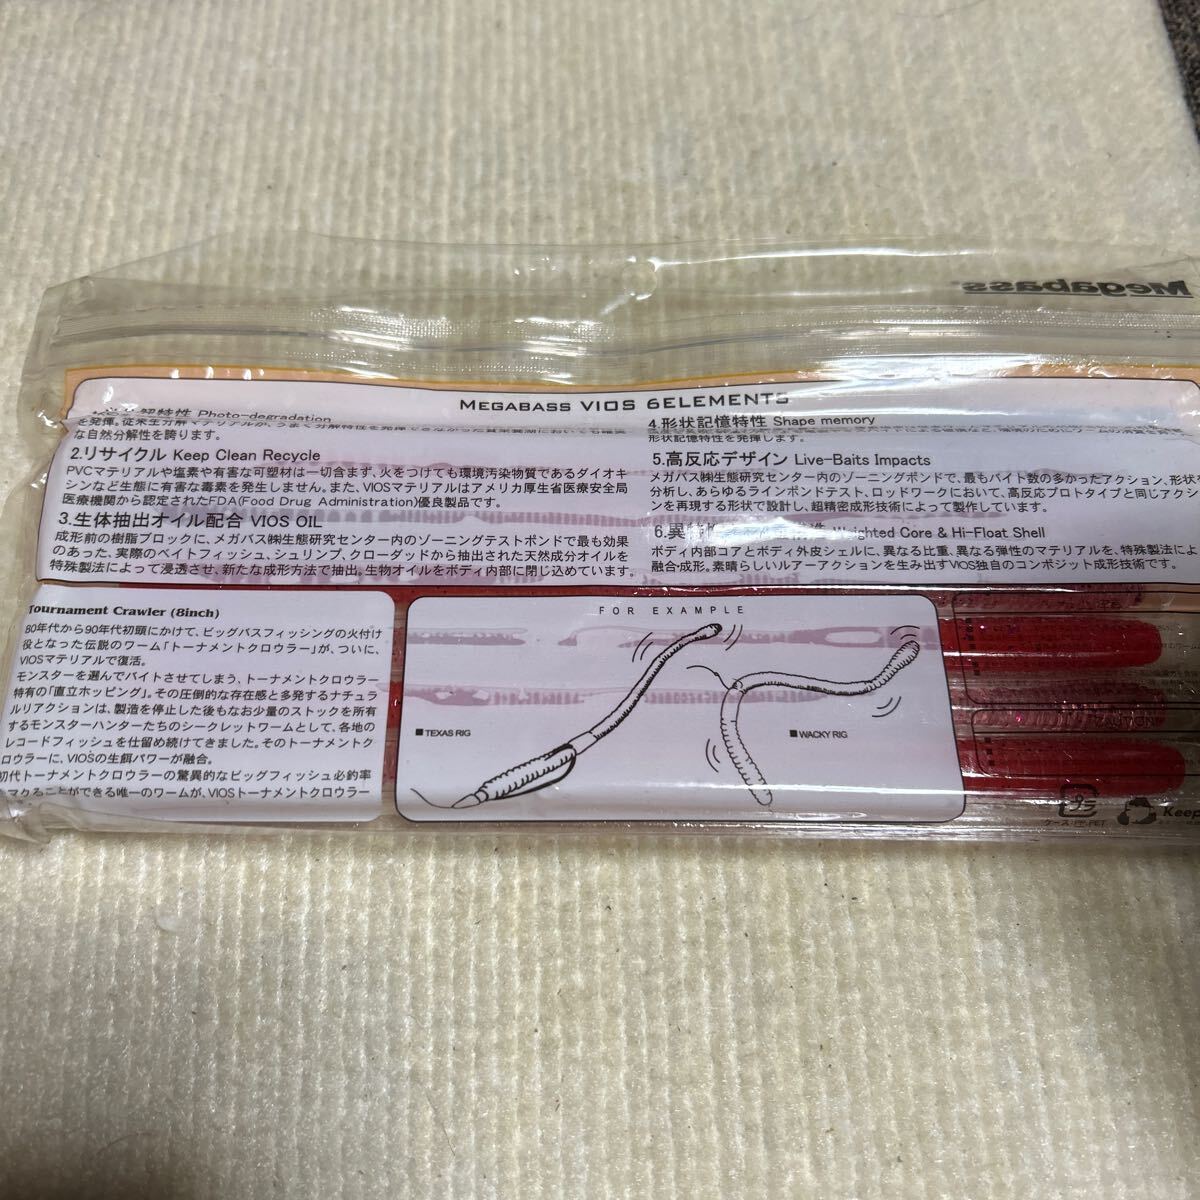 Megabass
MEGABASS VIOS 6ELEMENTS
解特性 Photo-degradation
な自然分解性を誇ります。
2.リサイクル Keep Clean Recycle
PVCマテリアルや塩素や有害な可塑材は一切含まず、火をつけても環境汚染物質であるダイオキ
シンなど生態に有害な毒素を発生しません。また、VIOSマテリアルはアメリカ厚生省医療安全局
医療機関から認定されたFDA(Food Drug Administration)優良製品です。
3.生体抽出オイル配合 VIOS OIL
成形前の樹脂ブロックに、メガバス㈱生態研究センター内のゾーニングテストポンドで最も効果
のあった、実際のベイトフィッシュ、シュリンプ、クローダッドから抽出された天然成分オイルを
特殊製法によって浸透させ、新たな成形方法で抽出。生物オイルをボディ内部に閉じ込めています。
4.形状記憶特性 Shape memory
形状記憶特性を発揮します。
5.高反応デザイン Live-Baits Impacts
メガバス㈱生態研究センター内のゾーニングポンドで、最もバイト数の多かったアクション、形状を
分析し、あらゆるラインポンドテスト、ロッドワークにおいて、高反応プロトタイプと同じアクショ
ンを再現する形状で設計し、超精密成形技術によって製作しています。
Weighted Core & Hi-Float Shell
ボディ内部コアとボディ外皮シェルに、異なる比重、異なる弾性のマテリアルを、特殊製法によ
融合・成形。素晴らしいルアーアクションを生み出すVIOS独自のコンポジット成形技術です。
Tournament Crawler (8inch)
80年代から90年代初頭にかけて、ビッグバスフィッシングの火付け
役となった伝説のワーム「トーナメントクロウラー」が、ついに、
VIOSマテリアルで復活。
モンスターを選んでバイトさせてしまう、トーナメントクロウラー
特有の「直立ホッピング」。その圧倒的な存在感と多発するナチュラ
ルリアクションは、製造を停止した後もなお少量のストックを所有
するモンスターハンターたちのシークレットワームとして、各地の
レコードフィッシュを仕留め続けてきました。そのトーナメントク
ロウラーに、VIOSの生餌パワーが融合。
初代トーナメントクロウラーの驚異的なビッグフィッシュ必釣率
ることができる唯一のワームが、VIOSトーナメントクロウラー
FOR EXAMPLE
■ TEXAS RIG
■ WACKY RIG
プラ
ケース:PP・PET
Keep